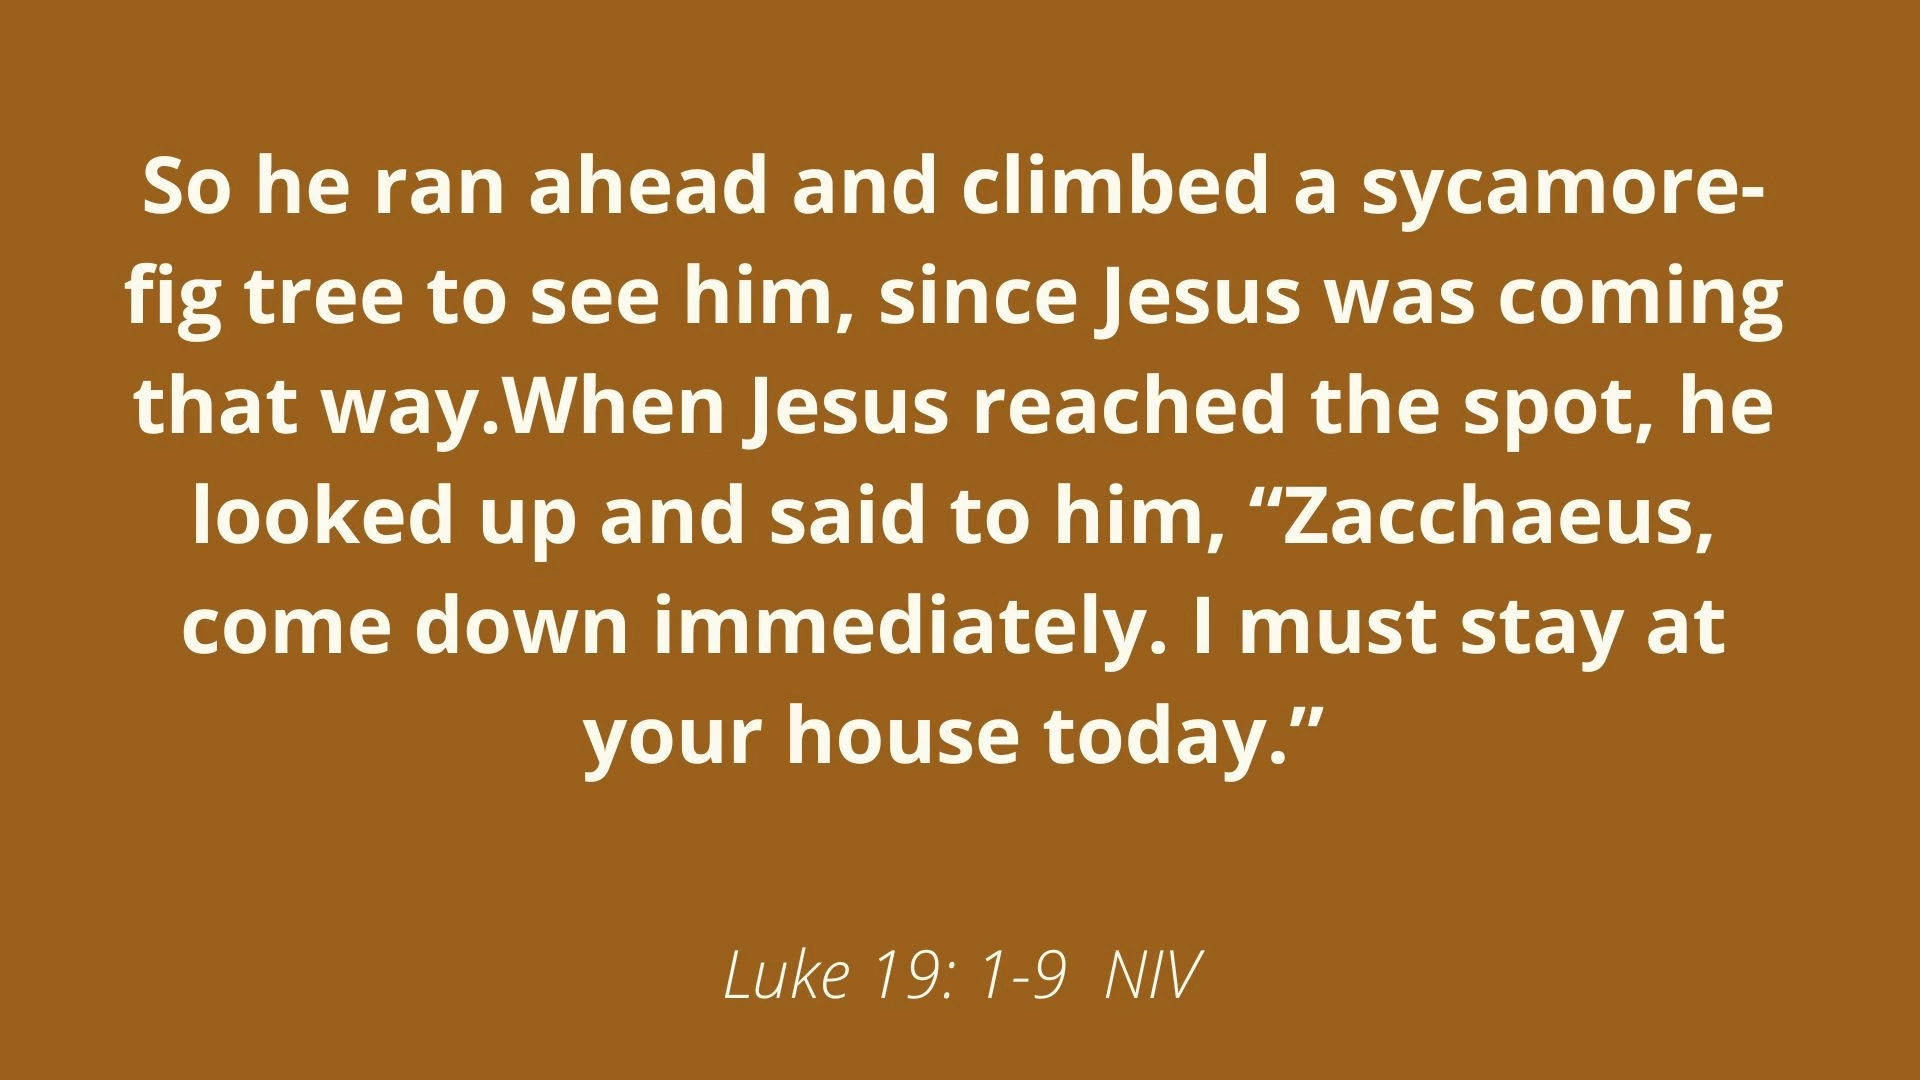 So he ran ahead and climbed a sycamore-
fig tree to see him, since Jesus was coming
that way.When Jesus reached the spot, he
looked up and said to him, “Zacchaeus,
come down immediately. I must stay at
your house today.”
Luke 19: 1-9  NIV